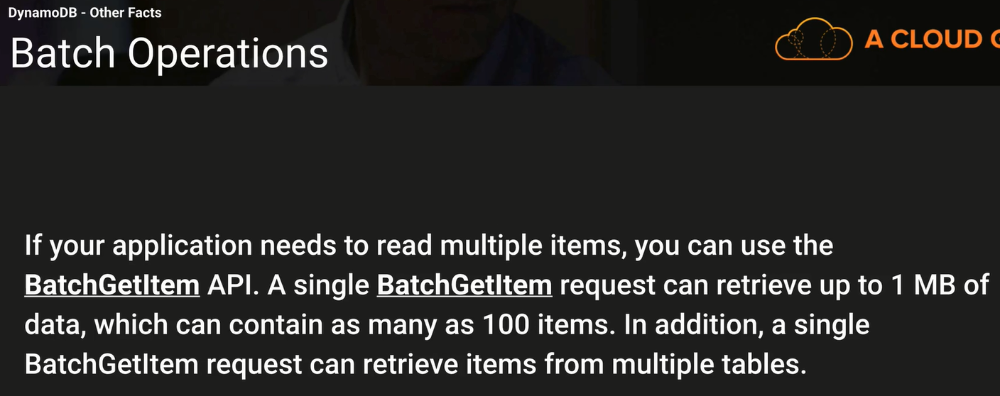 DynamoDB - Other Facts
Batch Operations
A CLOUD
If your application needs to read multiple items, you can use the
BatchGetItem API. A single BatchGetItem request can retrieve up to 1 MB of
data, which can contain as many as 100 items. In addition, a single
BatchGetItem request can retrieve items from multiple tables.